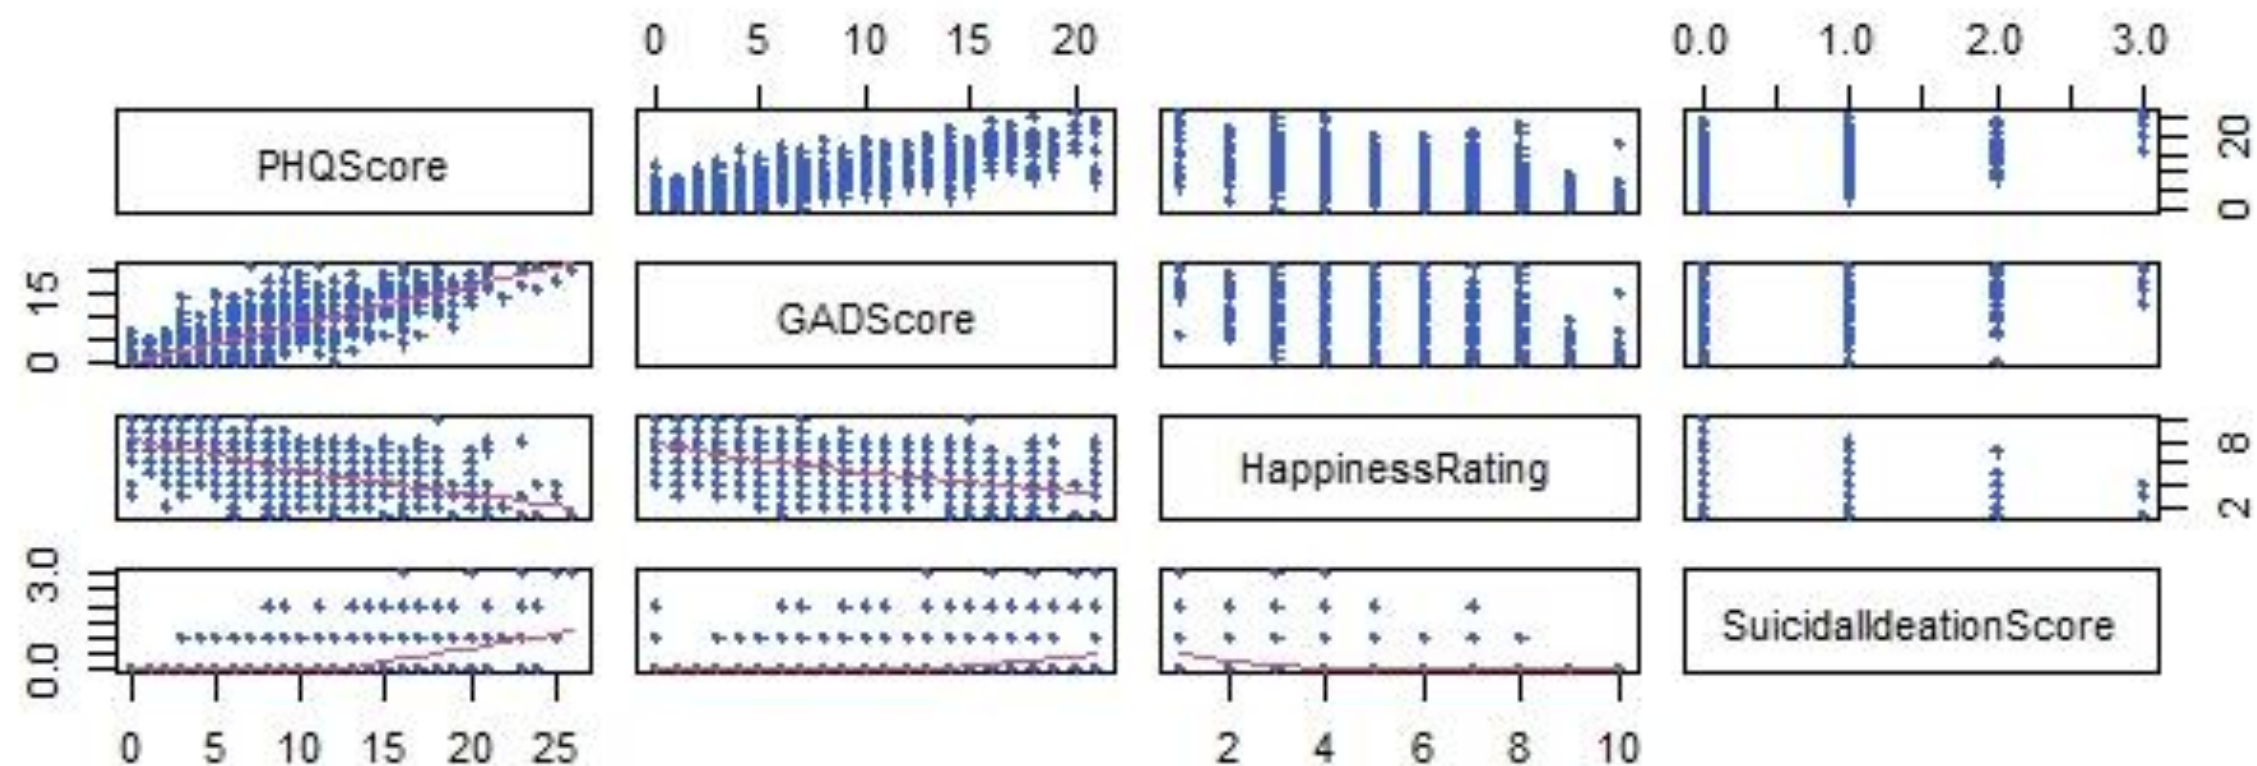 0 5 10 15 20
0.0 1.0 2.0 3.0
PHQScore
0 20
0 15
GADScore
HappinessRating
2 8
0.0 3.0
SuicidalIdeationScore
0 5 10 15 20 25
2 4 6 8 10